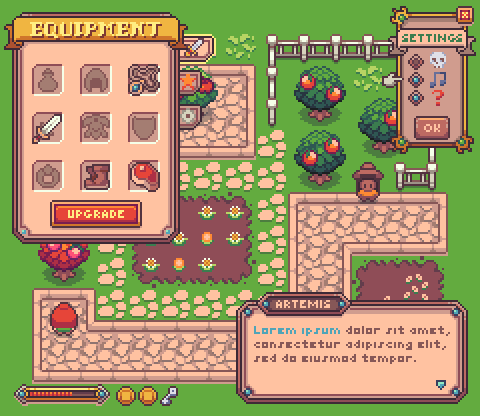 EQUIPMENT
SETTINGS
?
OK
UPGRADE
ARTEMIS
Lorem ipsum dolor sit amet,
consectetur adipiscing elit,
sed do eiusmod tempor.